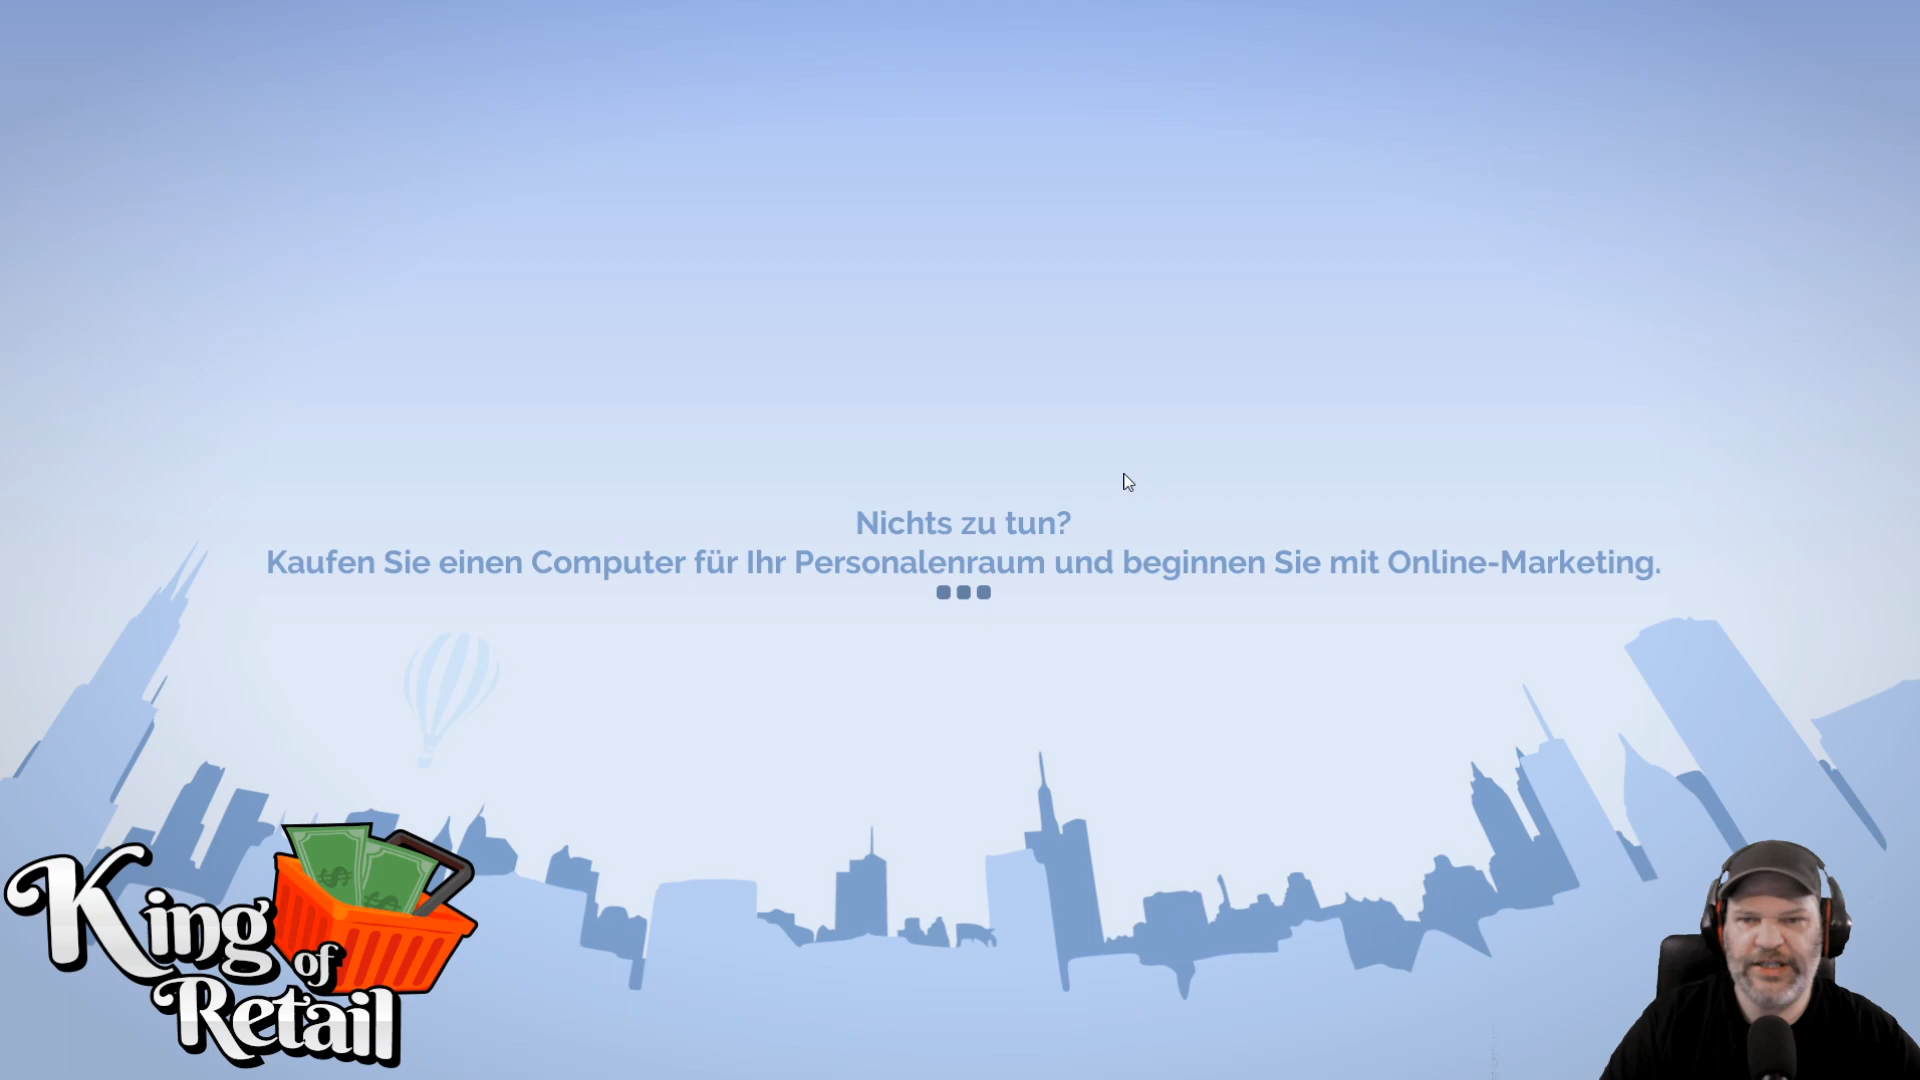 Nichts zu tun?
Kaufen Sie einen Computer für Ihr Personalenraum und beginnen Sie mit Online-Marketing.
King
of
Retail